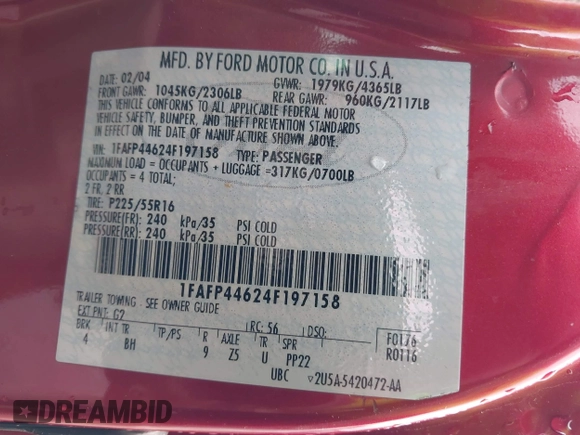 MFD. BY FORD MOTOR CO. IN U.S.A.
DATE: 02/04 GVWR: 1979KG/4365LB
FRONT GAWR: 1045KG/2306LB REAR GAWR: 960KG/2117LB
THIS VEHICLE CONFORMS TO ALL APPLICABLE FEDERAL MOTOR
VEHICLE SAFETY, BUMPER, AND THEFT PREVENTION STANDARDS
IN EFFECT ON THE DATE OF MANUFACTURE SHOWN ABOVE.
VIN: 1FAFP44624F197158 TYPE: PASSENGER
MAXIMUM LOAD = OCCUPANTS + LUGGAGE =317KG/0700LB
OCCUPANTS = 4 TOTAL;
2 FR, 2 RR
TIRE: P225/55R16
PRESSURE(FR): 240 kPa/35 PSI COLD
PRESSURE(RR): 240 kPa/35 PSI COLD
1FAFP44624F197158
TRAILER TOWING - SEE OWNER GUIDE
EXT PNT: G2 RC: 56 DSO: F0176
BRK INT TR TP/PS R AXLE TR SPR R0116
4 BH 9 Z5 U PP22
UBC 2U5A-5420472-AA
DREAMBID